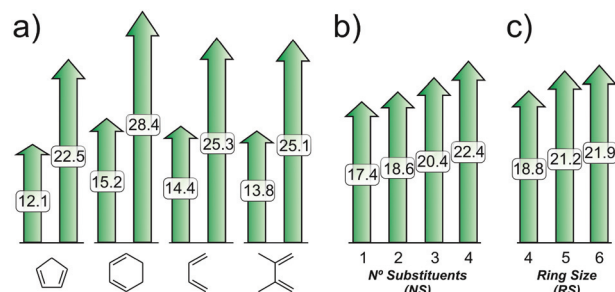 a)
b)
c)
12.1
22.5
15.2
28.4
14.4
25.3
13.8
25.1
17.4
18.6
20.4
22.4
18.8
21.2
21.9
1 2 3 4
4 5 6
Nº Substituents
(NS)
Ring Size
(RS)